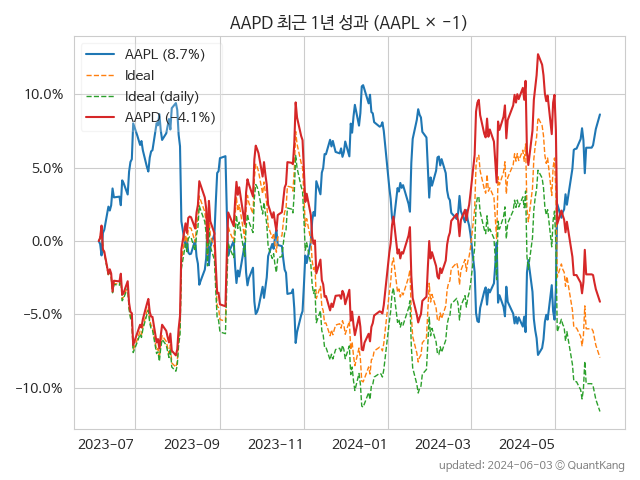 AAPD 최근 1년 성과 (AAPL × −1)
AAPL (8.7%)
Ideal
Ideal (daily)
AAPD (−4.1%)
10.0%
5.0%
0.0%
−5.0%
−10.0%
2023-07
2023-09
2023-11
2024-01
2024-03
2024-05
updated: 2024-06-03 © QuantKang